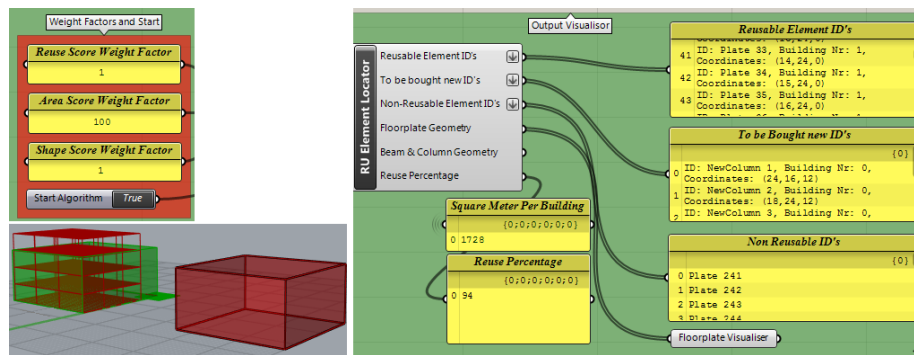 Weight Factors and Start
Reuse Score Weight Factor
1
Area Score Weight Factor
100
Shape Score Weight Factor
1
Start Algorithm True
Output Visualisor
RU Element Locator
Reusable Element ID's
To be bought new ID's
Non-Reusable Element ID's
Floorplate Geometry
Beam & Column Geometry
Reuse Percentage
Square Meter Per Building
{0;0;0;0;0;0}
0 1728
Reuse Percentage
{0;0;0;0;0;0}
0 94
Reusable Element ID's
41 ID: Plate 33, Building Nr: 1,
Coordinates: (14,24,0)
42 ID: Plate 34, Building Nr: 1,
Coordinates: (15,24,0)
43 ID: Plate 35, Building Nr: 1,
Coordinates: (16,24,0)
To be Bought new ID's
{0}
0 ID: NewColumn 1, Building Nr: 0,
Coordinates: (24,16,12)
1 ID: NewColumn 2, Building Nr: 0,
Coordinates: (18,24,12)
2 ID: NewColumn 3, Building Nr: 0,
Non Reusable ID's
{0}
0 Plate 241
1 Plate 242
2 Plate 243
3 Plate 244
Floorplate Visualiser